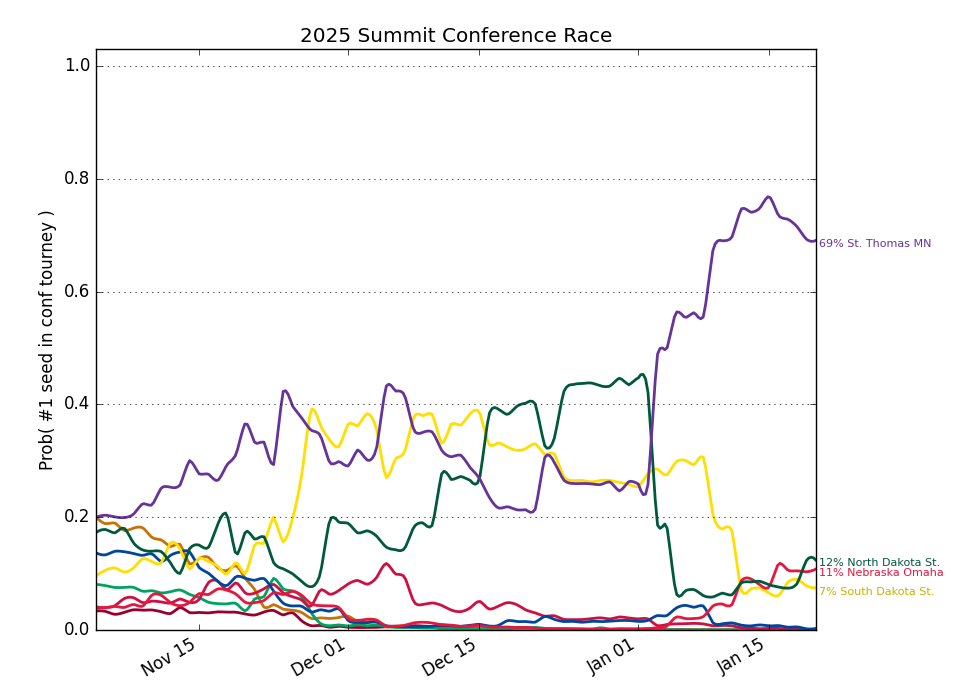 2025 Summit Conference Race
Prob( #1 seed in conf tourney )
1.0
0.8
0.6
0.4
0.2
0.0
Nov 15
Dec 01
Dec 15
Jan 01
Jan 15
69% St. Thomas MN
12% North Dakota St.
11% Nebraska Omaha
7% South Dakota St.